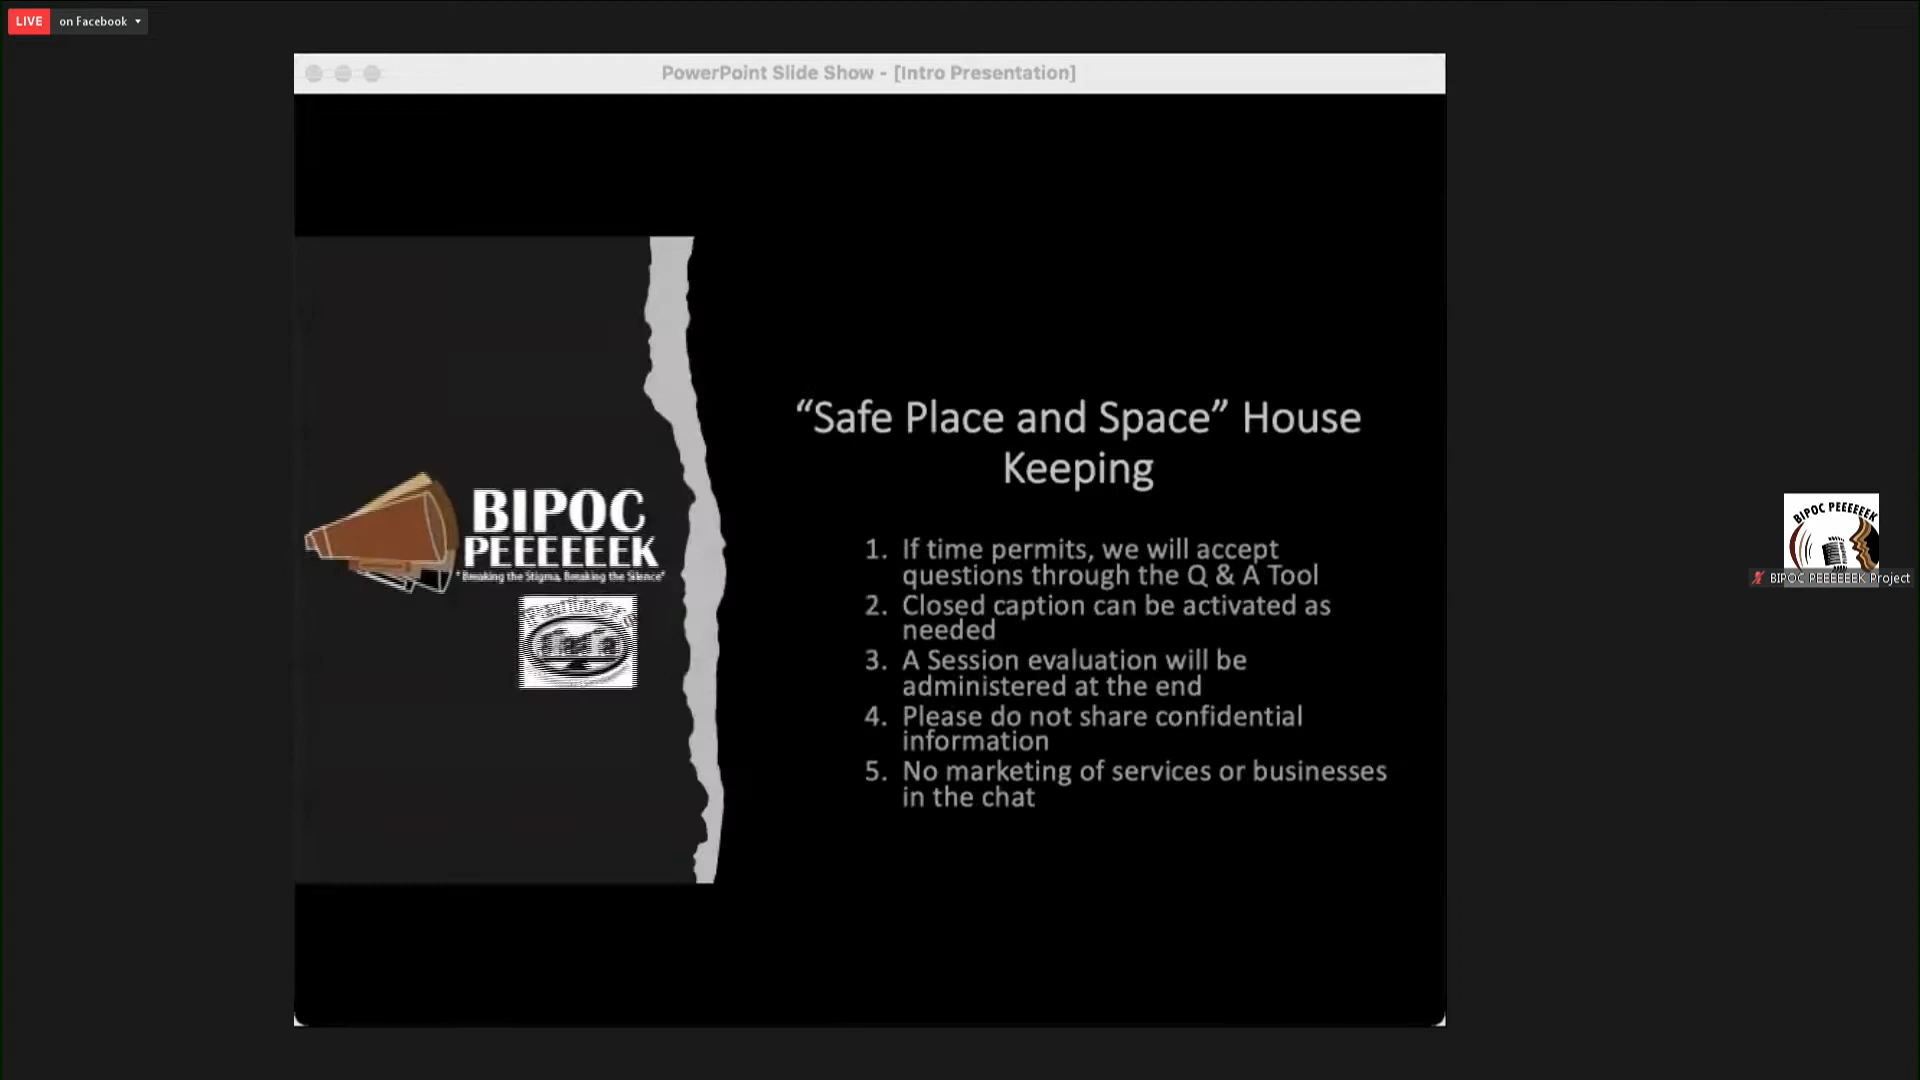 LIVE on Facebook
PowerPoint Slide Show - [Intro Presentation]
“Safe Place and Space” House
Keeping
1. If time permits, we will accept
questions through the Q & A Tool
2. Closed caption can be activated as
needed
3. A Session evaluation will be
administered at the end
4. Please do not share confidential
information
5. No marketing of services or businesses
in the chat
BIPOC
PEEEEEEK
"Breaking the Stigma, Breaking the Silence"
BIPOC PEEEEEEK
BIPOC PEEEEEEK Project